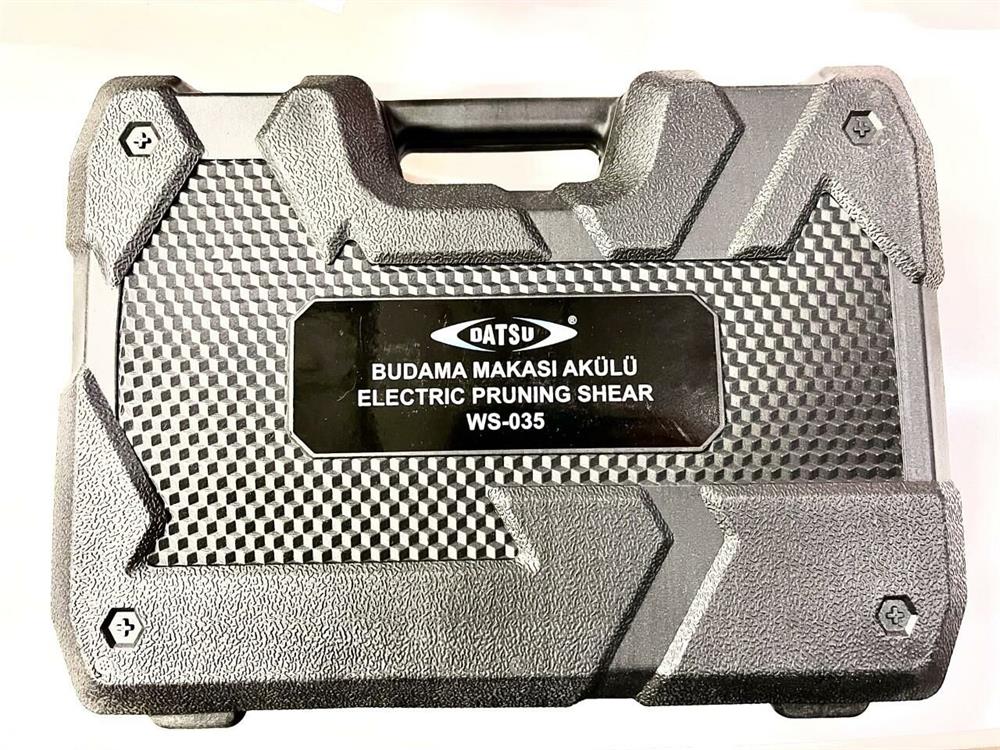 DATSU ®
BUDAMA MAKASI AKÜLÜ
ELECTRIC PRUNING SHEAR
WS-035